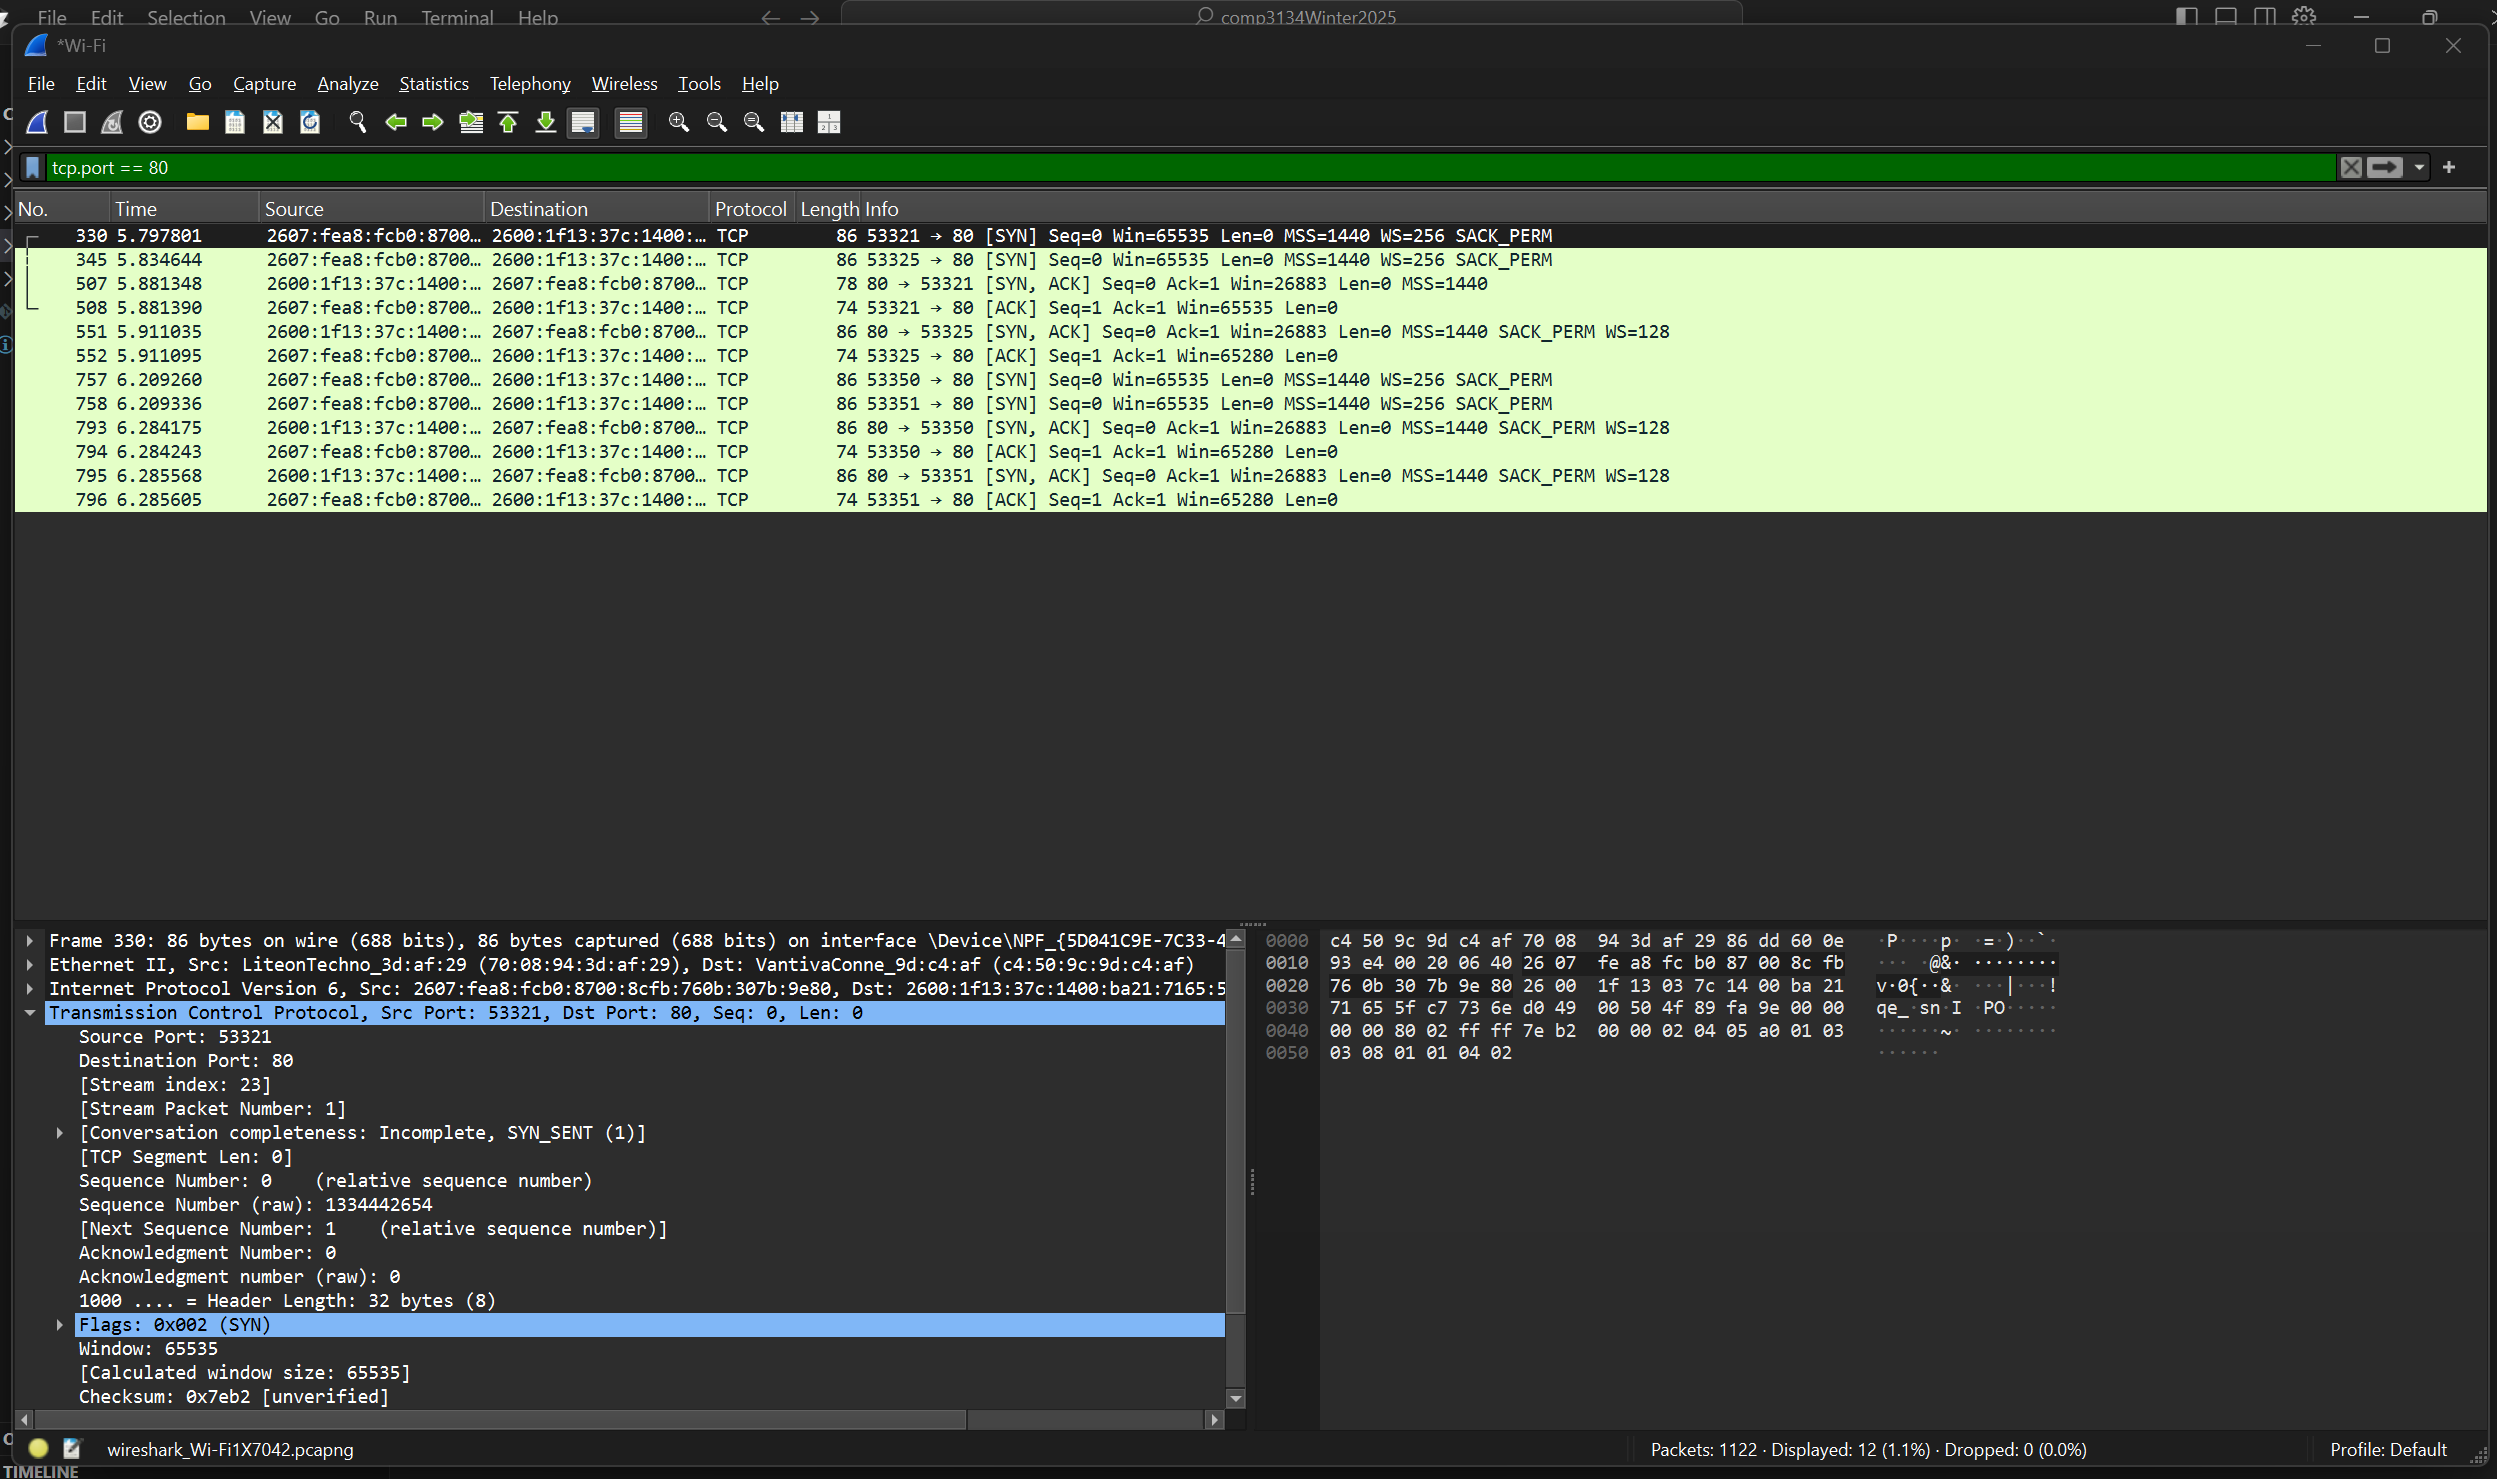 File Edit Selection View Go Run Terminal Help comp3134Winter2025
*Wi-Fi
File Edit View Go Capture Analyze Statistics Telephony Wireless Tools Help
tcp.port == 80
No. Time Source Destination Protocol Length Info
330 5.797801 2607:fea8:fcb0:8700… 2600:1f13:37c:1400:… TCP 86 53321 → 80 [SYN] Seq=0 Win=65535 Len=0 MSS=1440 WS=256 SACK_PERM
345 5.834644 2607:fea8:fcb0:8700… 2600:1f13:37c:1400:… TCP 86 53325 → 80 [SYN] Seq=0 Win=65535 Len=0 MSS=1440 WS=256 SACK_PERM
507 5.881348 2600:1f13:37c:1400:… 2607:fea8:fcb0:8700… TCP 78 80 → 53321 [SYN, ACK] Seq=0 Ack=1 Win=26883 Len=0 MSS=1440
508 5.881390 2607:fea8:fcb0:8700… 2600:1f13:37c:1400:… TCP 74 53321 → 80 [ACK] Seq=1 Ack=1 Win=65535 Len=0
551 5.911035 2600:1f13:37c:1400:… 2607:fea8:fcb0:8700… TCP 86 80 → 53325 [SYN, ACK] Seq=0 Ack=1 Win=26883 Len=0 MSS=1440 SACK_PERM WS=128
552 5.911095 2607:fea8:fcb0:8700… 2600:1f13:37c:1400:… TCP 74 53325 → 80 [ACK] Seq=1 Ack=1 Win=65280 Len=0
757 6.209260 2607:fea8:fcb0:8700… 2600:1f13:37c:1400:… TCP 86 53350 → 80 [SYN] Seq=0 Win=65535 Len=0 MSS=1440 WS=256 SACK_PERM
758 6.209336 2607:fea8:fcb0:8700… 2600:1f13:37c:1400:… TCP 86 53351 → 80 [SYN] Seq=0 Win=65535 Len=0 MSS=1440 WS=256 SACK_PERM
793 6.284175 2600:1f13:37c:1400:… 2607:fea8:fcb0:8700… TCP 86 80 → 53350 [SYN, ACK] Seq=0 Ack=1 Win=26883 Len=0 MSS=1440 SACK_PERM WS=128
794 6.284243 2607:fea8:fcb0:8700… 2600:1f13:37c:1400:… TCP 74 53350 → 80 [ACK] Seq=1 Ack=1 Win=65280 Len=0
795 6.285568 2600:1f13:37c:1400:… 2607:fea8:fcb0:8700… TCP 86 80 → 53351 [SYN, ACK] Seq=0 Ack=1 Win=26883 Len=0 MSS=1440 SACK_PERM WS=128
796 6.285605 2607:fea8:fcb0:8700… 2600:1f13:37c:1400:… TCP 74 53351 → 80 [ACK] Seq=1 Ack=1 Win=65280 Len=0
Frame 330: 86 bytes on wire (688 bits), 86 bytes captured (688 bits) on interface \Device\NPF_{5D041C9E-7C33-4
Ethernet II, Src: LiteonTechno_3d:af:29 (70:08:94:3d:af:29), Dst: VantivaConne_9d:c4:af (c4:50:9c:9d:c4:af)
Internet Protocol Version 6, Src: 2607:fea8:fcb0:8700:8cfb:760b:307b:9e80, Dst: 2600:1f13:37c:1400:ba21:7165:5
Transmission Control Protocol, Src Port: 53321, Dst Port: 80, Seq: 0, Len: 0
Source Port: 53321
Destination Port: 80
[Stream index: 23]
[Stream Packet Number: 1]
[Conversation completeness: Incomplete, SYN_SENT (1)]
[TCP Segment Len: 0]
Sequence Number: 0 (relative sequence number)
Sequence Number (raw): 1334442654
[Next Sequence Number: 1 (relative sequence number)]
Acknowledgment Number: 0
Acknowledgment number (raw): 0
1000 .... = Header Length: 32 bytes (8)
Flags: 0x002 (SYN)
Window: 65535
[Calculated window size: 65535]
Checksum: 0x7eb2 [unverified]
0000 c4 50 9c 9d c4 af 70 08 94 3d af 29 86 dd 60 0e ·P····p· ·=·)··`·
0010 93 e4 00 20 06 40 26 07 fe a8 fc b0 87 00 8c fb ··· ·@&· ········
0020 76 0b 30 7b 9e 80 26 00 1f 13 03 7c 14 00 ba 21 v·0{··&· ···|···!
0030 71 65 5f c7 73 6e d0 49 00 50 4f 89 fa 9e 00 00 qe_·sn·I ·PO·····
0040 00 00 80 02 ff ff 7e b2 00 00 02 04 05 a0 01 03 ······~· ········
0050 03 08 01 01 04 02 ······
wireshark_Wi-Fi1X7042.pcapng Packets: 1122 · Displayed: 12 (1.1%) · Dropped: 0 (0.0%) Profile: Default
TIMELINE